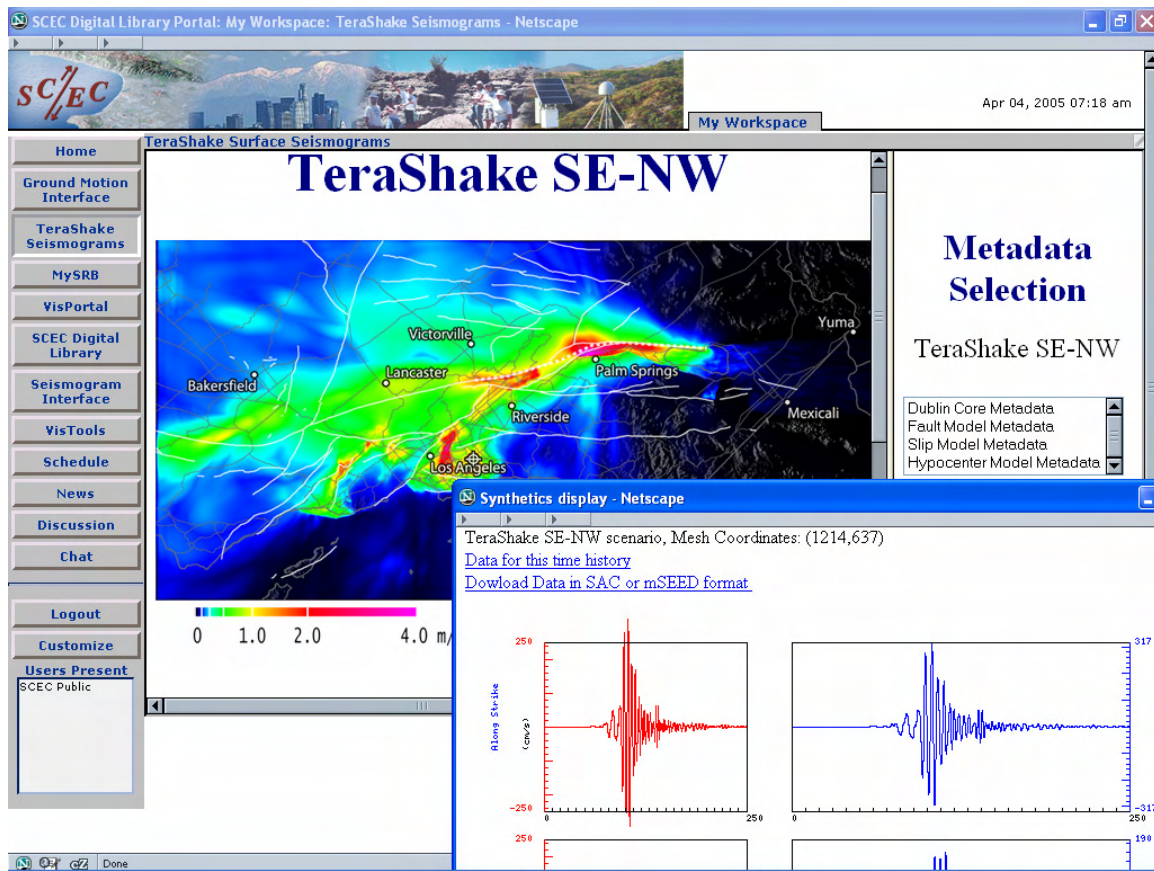 SCEC Digital Library Portal: My Workspace: TeraShake Seismograms - Netscape
SC/EC
Apr 04, 2005 07:18 am
My Workspace
Home
Ground Motion
Interface
TeraShake
Seismograms
MySRB
VisPortal
SCEC Digital
Library
Seismogram
Interface
VisTools
Schedule
News
Discussion
Chat
Logout
Customize
Users Present
SCEC Public
TeraShake Surface Seismograms
TeraShake SE-NW
Victorville
Yuma
Bakersfield
Lancaster
Palm Springs
Riverside
Mexicali
Los Angeles
0 1.0 2.0 4.0 m/
Metadata
Selection
TeraShake SE-NW
Dublin Core Metadata
Fault Model Metadata
Slip Model Metadata
Hypocenter Model Metadata
Synthetics display - Netscape
TeraShake SE-NW scenario, Mesh Coordinates: (1214,637)
Data for this time history
Dowload Data in SAC or mSEED format
250
317
Along Strike
(cm/s)
-250
-317
0 250 0 250
250
190
Done